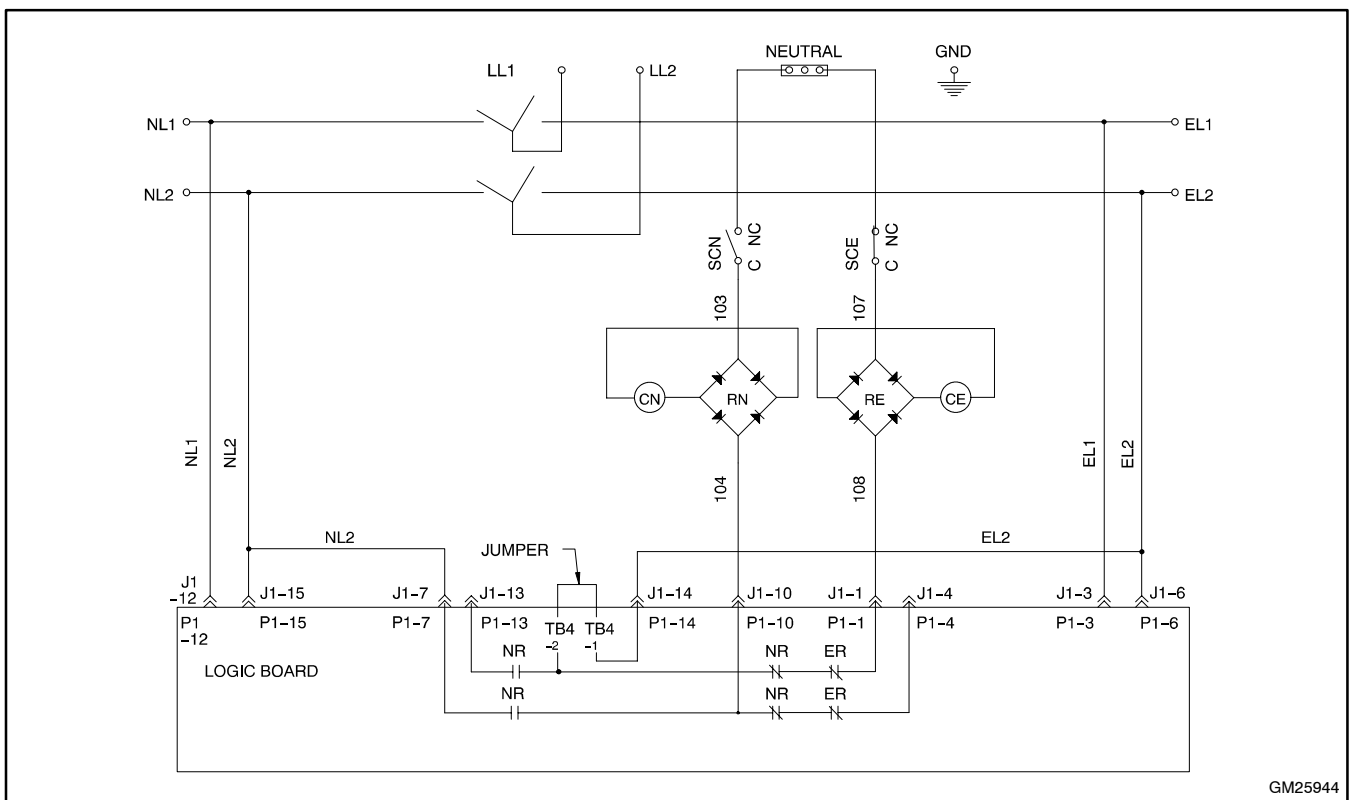 NEUTRAL
GND
LL1
LL2
NL1
EL1
NL2
EL2
SCN
C NC
SCE
C NC
103
107
CN
RN
RE
CE
NL1
NL2
104
108
EL1
EL2
NL2
JUMPER
EL2
J1
-12
J1-15
J1-7
J1-13
J1-14
J1-10
J1-1
J1-4
J1-3
J1-6
P1
-12
P1-15
P1-7
P1-13
TB4
-2
TB4
-1
P1-14
P1-10
P1-1
P1-4
P1-3
P1-6
NR
NR
ER
LOGIC BOARD
NR
NR
ER
GM25944